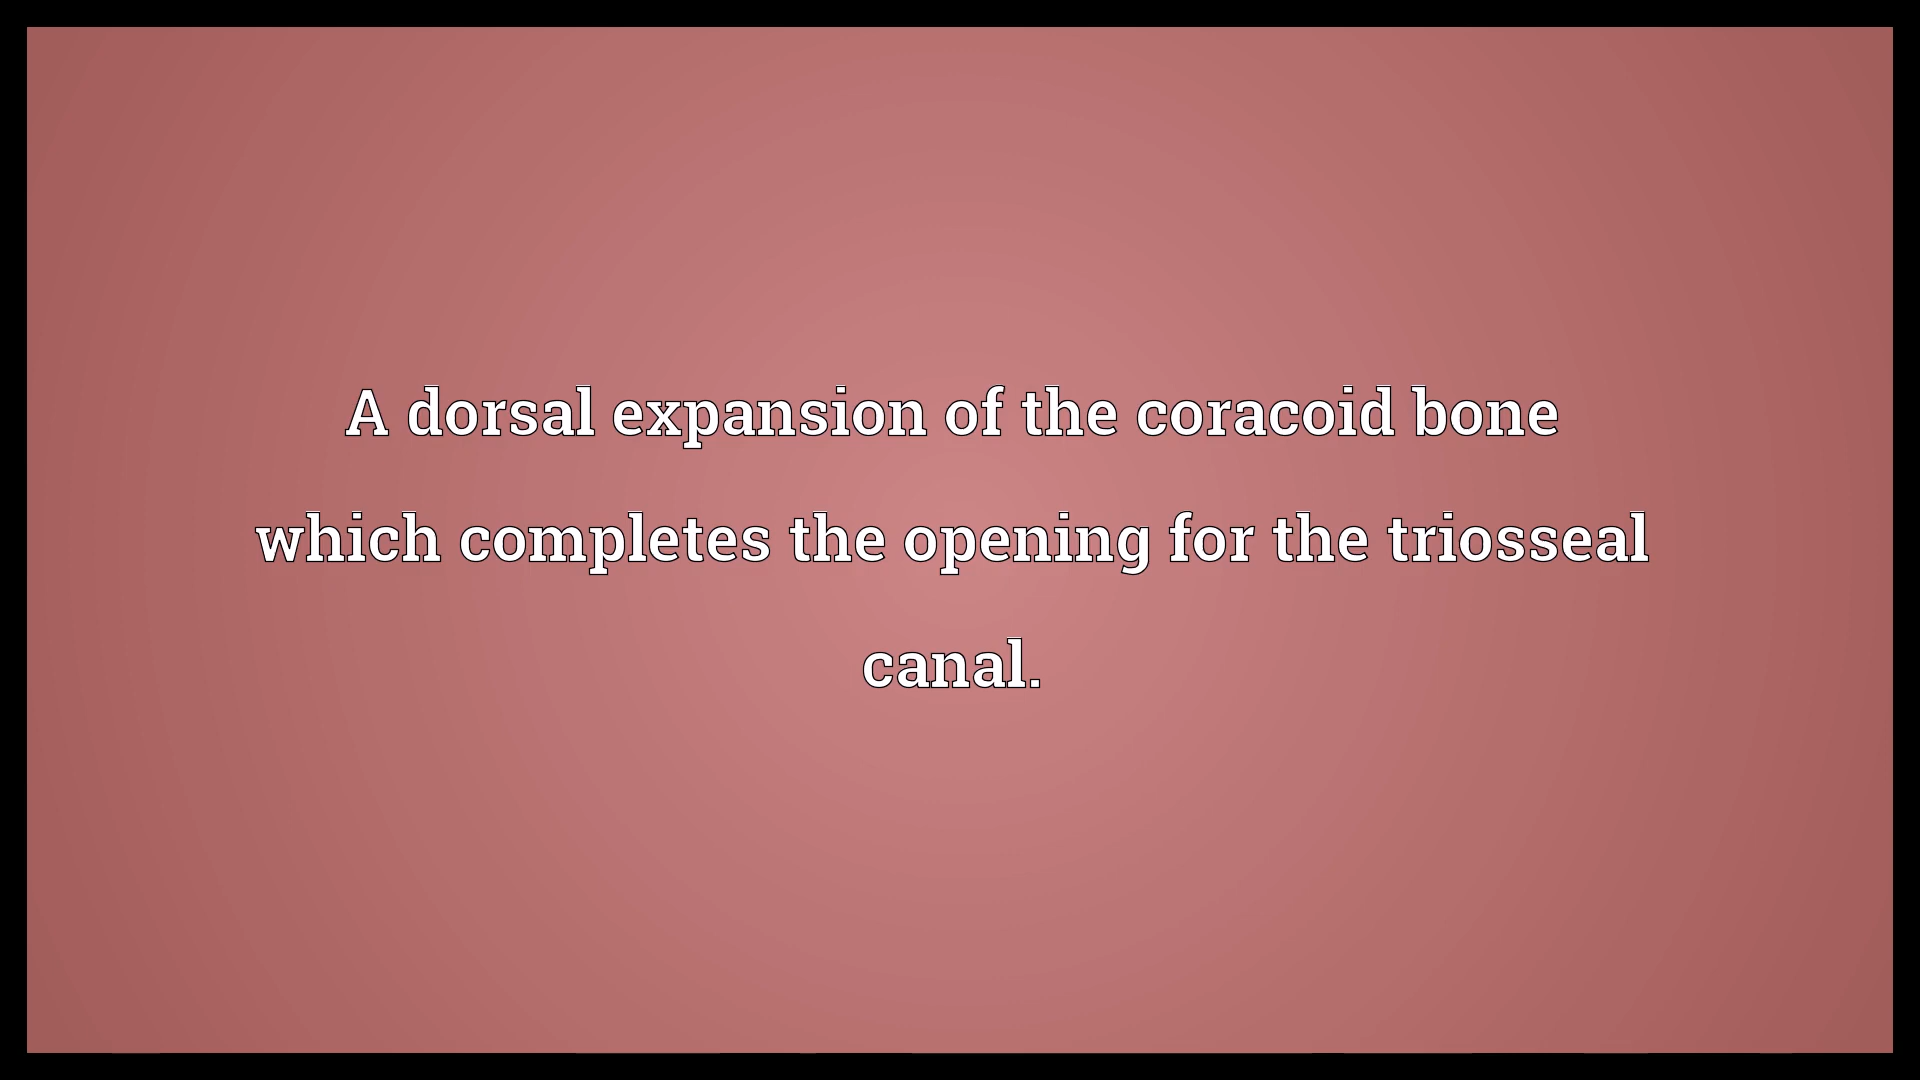 A dorsal expansion of the coracoid bone
which completes the opening for the triosseal
canal.